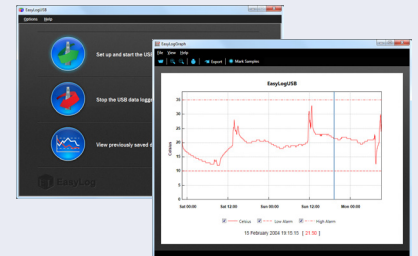 EasyLogUSB
Options Help
Set up and start the USB
Stop the USB data logge
View previously saved d
EasyLog
EasyLogGraph
File View Help
Export Mark Samples
EasyLogUSB
Celsius
35
30
25
20
15
10
5
0
Sat 00:00 Sat 12:00 Sun 00:00 Sun 12:00 Mon 00:00
Celsius Low Alarm High Alarm
15 February 2004 19:15:15 [ 21.50 ]